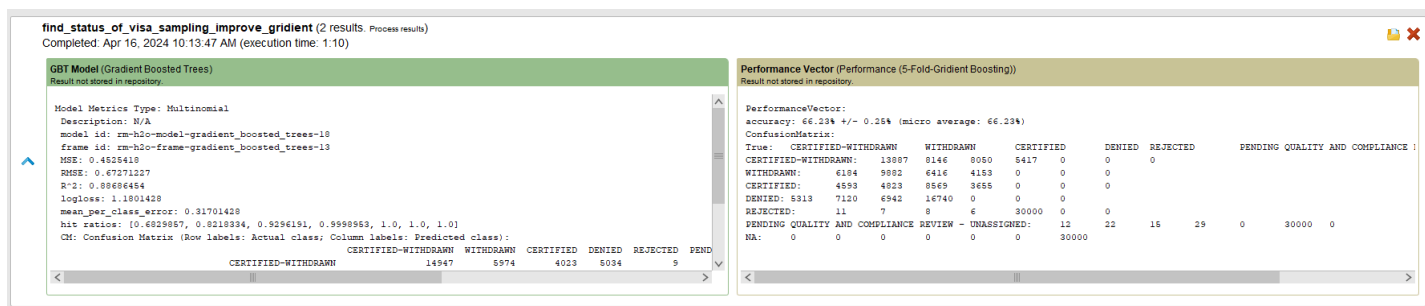 find_status_of_visa_sampling_improve_gridient (2 results. Process results)
Completed: Apr 16, 2024 10:13:47 AM (execution time: 1:10)
GBT Model (Gradient Boosted Trees)
Result not stored in repository.
Model Metrics Type: Multinomial
Description: N/A
model id: rm-h2o-model-gradient_boosted_trees-18
frame id: rm-h2o-frame-gradient_boosted_trees-13
MSE: 0.4525418
RMSE: 0.67271227
R^2: 0.88686454
logloss: 1.1801428
mean_per_class_error: 0.31701428
hit ratios: [0.6829857, 0.8218334, 0.9296191, 0.9998953, 1.0, 1.0, 1.0]
CM: Confusion Matrix (Row labels: Actual class; Column labels: Predicted class):
CERTIFIED-WITHDRAWN WITHDRAWN CERTIFIED DENIED REJECTED PEND
CERTIFIED-WITHDRAWN 14947 5974 4023 5034 9
Performance Vector (Performance (5-Fold-Gridient Boosting))
Result not stored in repository.
PerformanceVector:
accuracy: 66.23% +/- 0.25% (micro average: 66.23%)
ConfusionMatrix:
True: CERTIFIED-WITHDRAWN WITHDRAWN CERTIFIED DENIED REJECTED PENDING QUALITY AND COMPLIANCE
CERTIFIED-WITHDRAWN: 13887 8146 8050 5417 0 0 0
WITHDRAWN: 6184 9882 6416 4153 0 0 0
CERTIFIED: 4593 4823 8569 3655 0 0 0
DENIED: 5313 7120 6942 16740 0 0 0
REJECTED: 11 7 8 6 30000 0 0
PENDING QUALITY AND COMPLIANCE REVIEW - UNASSIGNED: 12 22 15 29 0 30000 0
NA: 0 0 0 0 0 0 30000